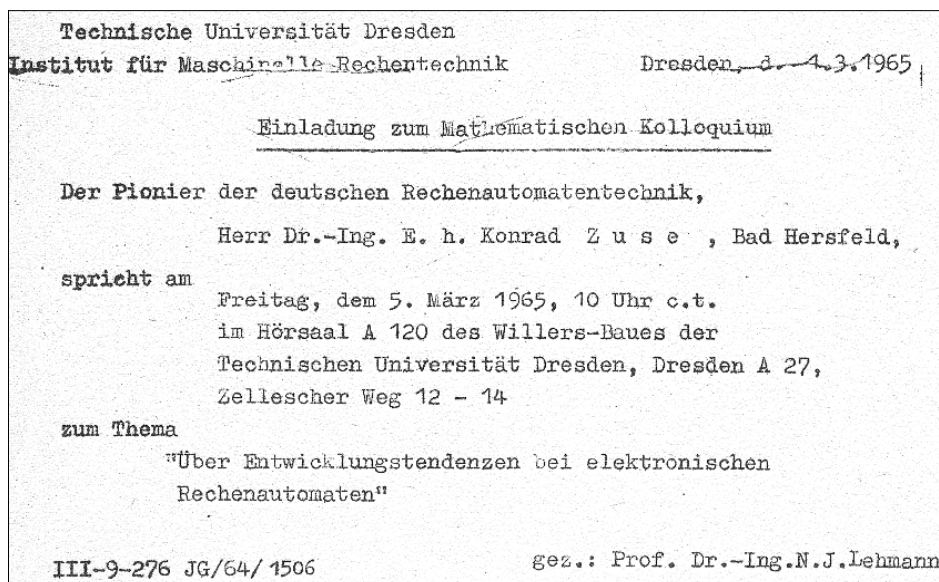 Technische Universität Dresden
Institut für Maschinelle Rechentechnik Dresden, d. 1.3.1965
Einladung zum Mathematischen Kolloquium
Der Pionier der deutschen Rechenautomatentechnik,
Herr Dr.-Ing. E. h. Konrad Z u s e , Bad Hersfeld,
spricht am
Freitag, dem 5. März 1965, 10 Uhr c.t.
im Hörsaal A 120 des Willers-Baues der
Technischen Universität Dresden, Dresden A 27,
Zellescher Weg 12 - 14
zum Thema
"Über Entwicklungstendenzen bei elektronischen
Rechenautomaten"
III-9-276 JG/64/1506 gez.: Prof. Dr.-Ing.N.J.Lehmann